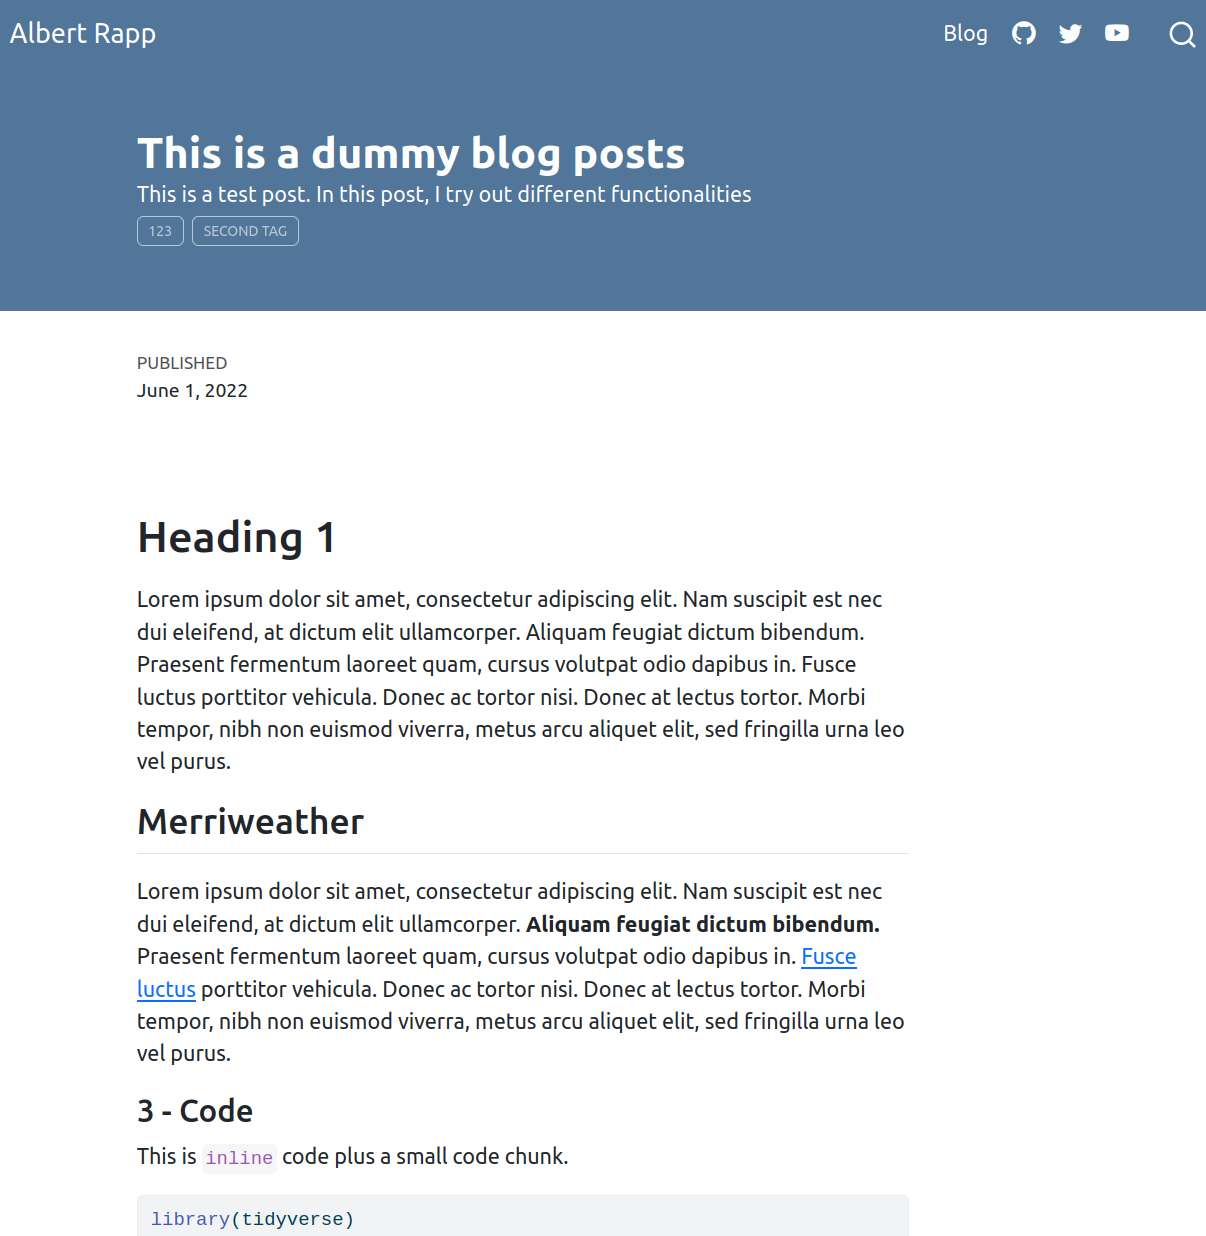 Albert Rapp
Blog
This is a dummy blog posts
This is a test post. In this post, I try out different functionalities
123 SECOND TAG
PUBLISHED
June 1, 2022
Heading 1
Lorem ipsum dolor sit amet, consectetur adipiscing elit. Nam suscipit est nec
dui eleifend, at dictum elit ullamcorper. Aliquam feugiat dictum bibendum.
Praesent fermentum laoreet quam, cursus volutpat odio dapibus in. Fusce
luctus porttitor vehicula. Donec ac tortor nisi. Donec at lectus tortor. Morbi
tempor, nibh non euismod viverra, metus arcu aliquet elit, sed fringilla urna leo
vel purus.
Merriweather
Lorem ipsum dolor sit amet, consectetur adipiscing elit. Nam suscipit est nec
dui eleifend, at dictum elit ullamcorper. Aliquam feugiat dictum bibendum.
Praesent fermentum laoreet quam, cursus volutpat odio dapibus in. Fusce
luctus porttitor vehicula. Donec ac tortor nisi. Donec at lectus tortor. Morbi
tempor, nibh non euismod viverra, metus arcu aliquet elit, sed fringilla urna leo
vel purus.
3 - Code
This is inline code plus a small code chunk.
library(tidyverse)